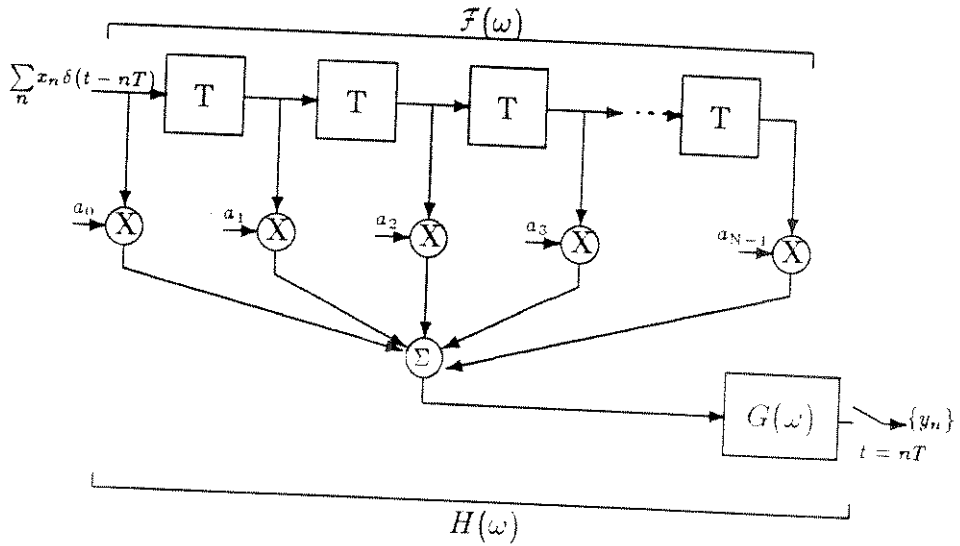 ℱ(ω)
∑ₙ xₙ δ(t − nT)
T
T
T
...
T
a₀
X
a₁
X
a₂
X
a₃
X
a_{N−1}
X
Σ
G(ω)
{yₙ}
t = nT
H(ω)